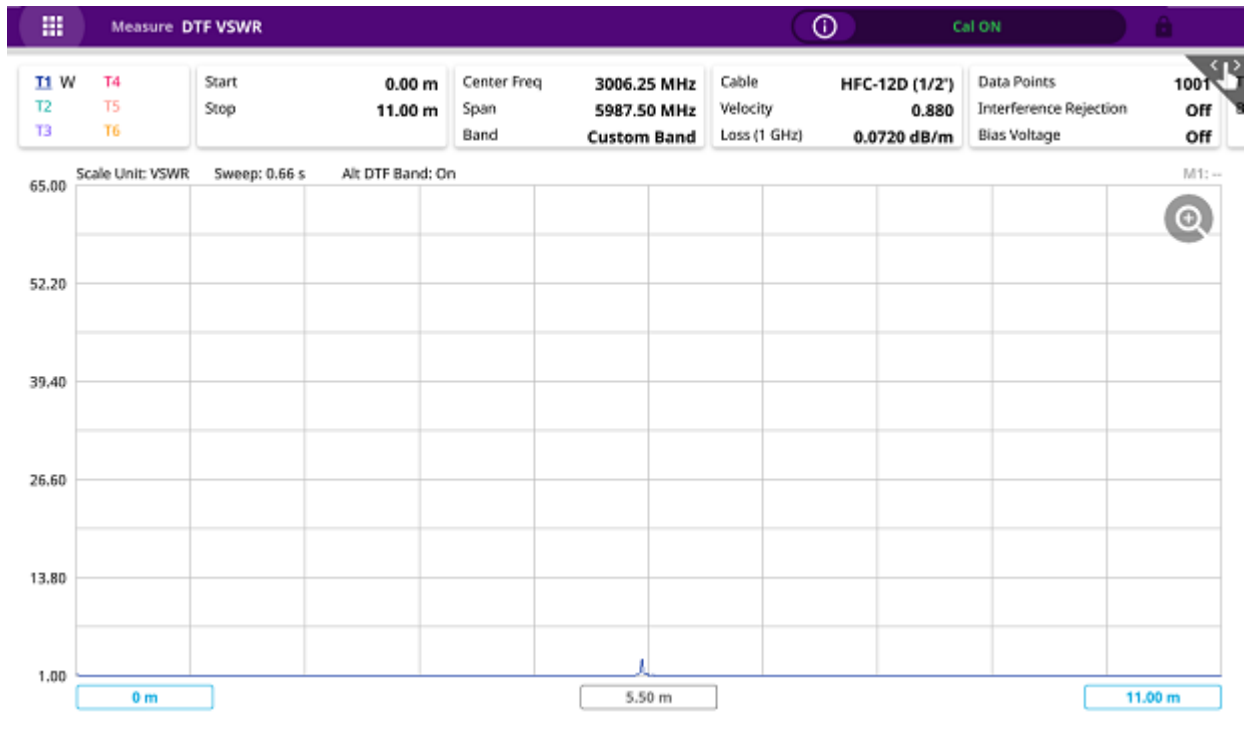 Measure DTF VSWR
Cal ON
T1 W T4
T2 T5
T3 T6
Start 0.00 m
Stop 11.00 m
Center Freq 3006.25 MHz
Span 5987.50 MHz
Band Custom Band
Cable HFC-12D (1/2")
Velocity 0.880
Loss (1 GHz) 0.0720 dB/m
Data Points 1001
Interference Rejection Off
Bias Voltage Off
Scale Unit: VSWR Sweep: 0.66 s Alt DTF Band: On M1: --
65.00
52.20
39.40
26.60
13.80
1.00
0 m 5.50 m 11.00 m